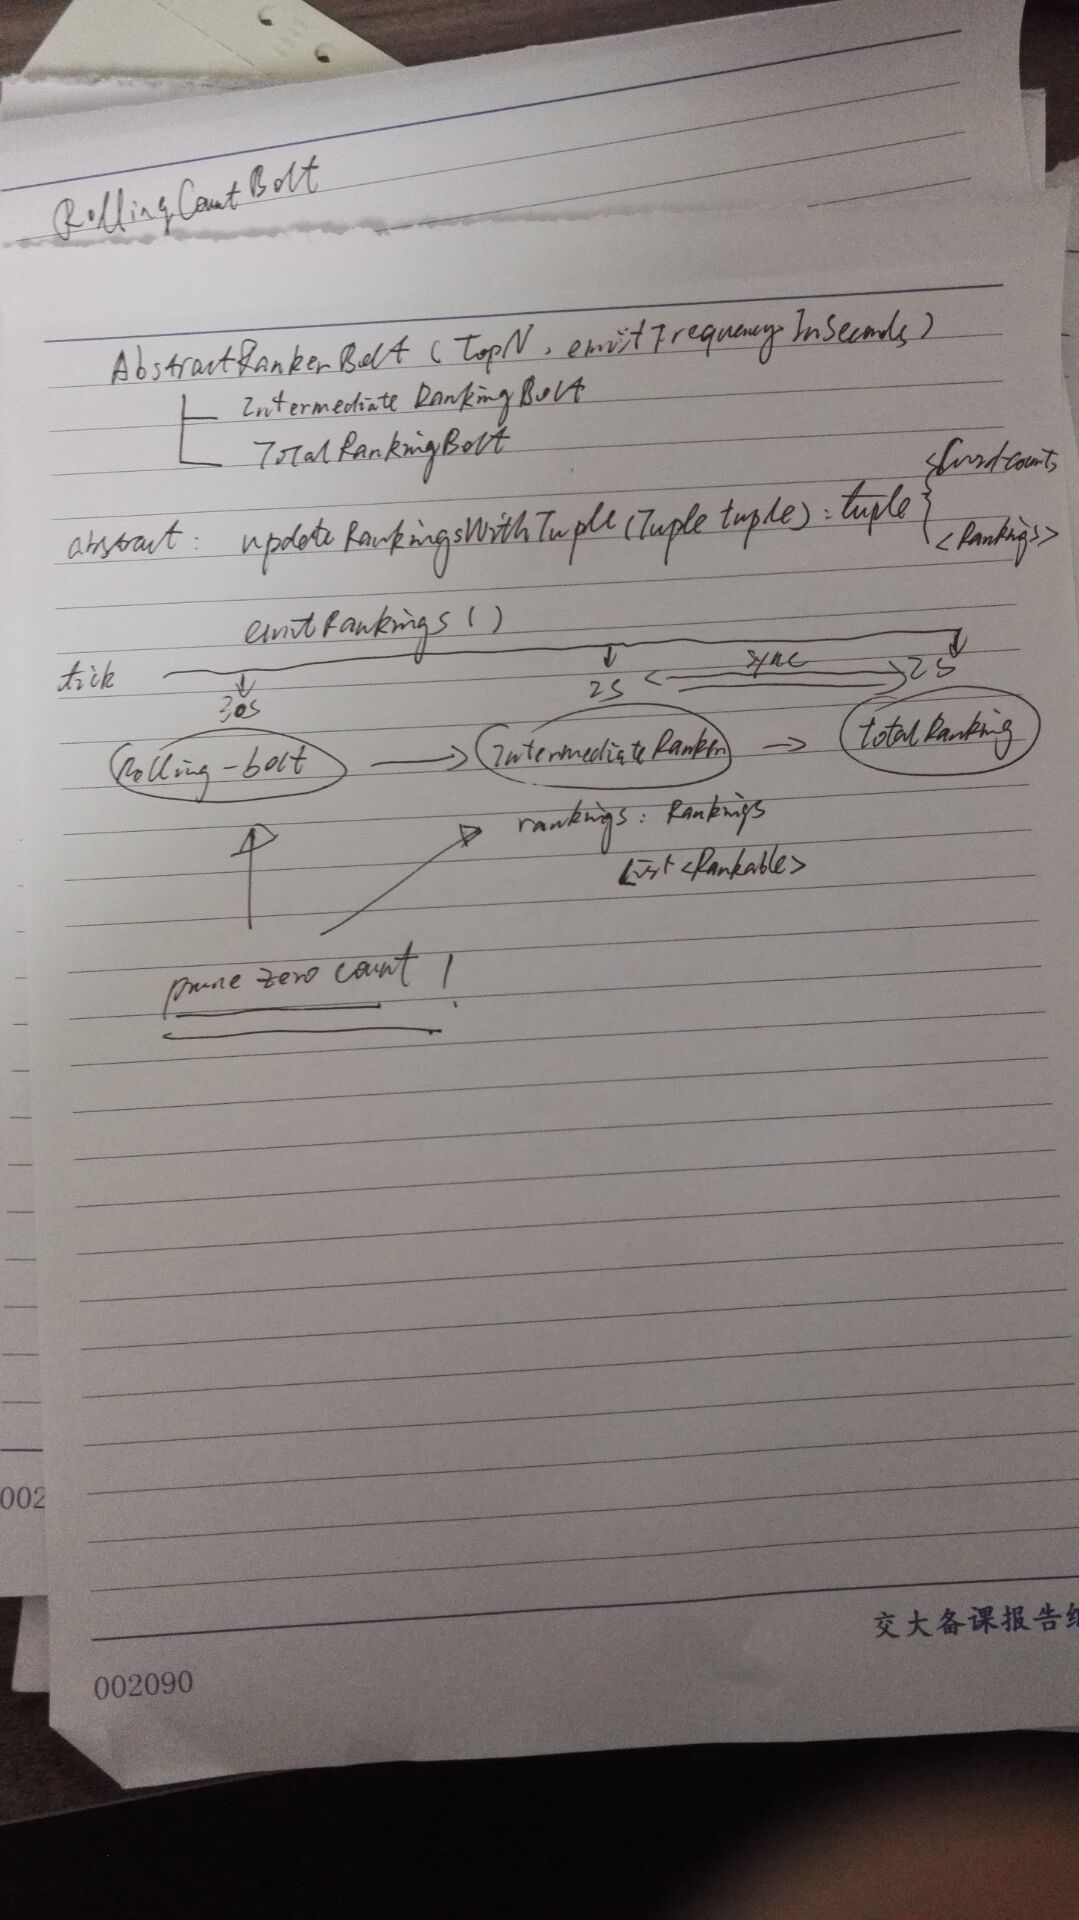 RollingCountBolt
AbstractRankerBolt (TopN, emitFrequencyInSeconds)
Intermediate RankingBolt
TotalRankingBolt
<word count>
abstract: updateRankingsWithTuple(Tuple tuple): tuple
<Rankings>
emitRankings()
tick
30s 2s sync 2s
Rolling-bolt IntermediateRanker totalRanking
rankings: Rankings
List<Rankable>
prune zero count!
002
交大备课报告
002090